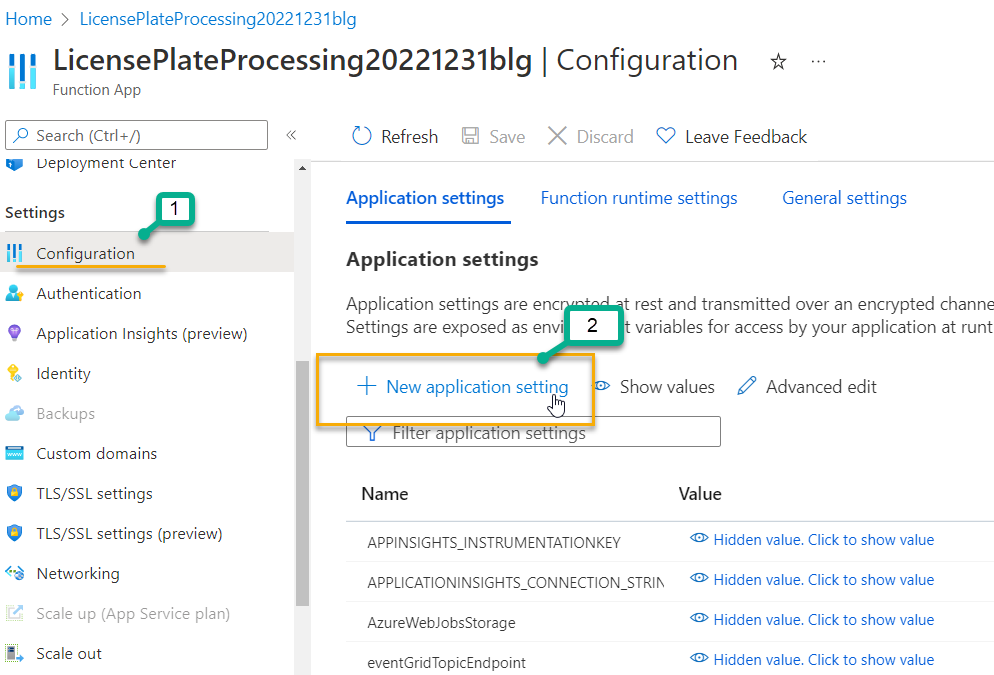 Home > LicensePlateProcessing20221231blg
LicensePlateProcessing20221231blg | Configuration
Function App
Search (Ctrl+/)
«
Refresh
Save
Discard
Leave Feedback
Deployment Center
Settings
1
Configuration
Authentication
Application Insights (preview)
Identity
Backups
Custom domains
TLS/SSL settings
TLS/SSL settings (preview)
Networking
Scale up (App Service plan)
Scale out
Application settings
Function runtime settings
General settings
Application settings
Application settings are encrypted at rest and transmitted over an encrypted channe
Settings are exposed as envi t variables for access by your application at runt
2
New application setting
Show values
Advanced edit
Filter application settings
Name Value
APPINSIGHTS_INSTRUMENTATIONKEY Hidden value. Click to show value
APPLICATIONINSIGHTS_CONNECTION_STRIN Hidden value. Click to show value
AzureWebJobsStorage Hidden value. Click to show value
eventGridTopicEndpoint Hidden value. Click to show value